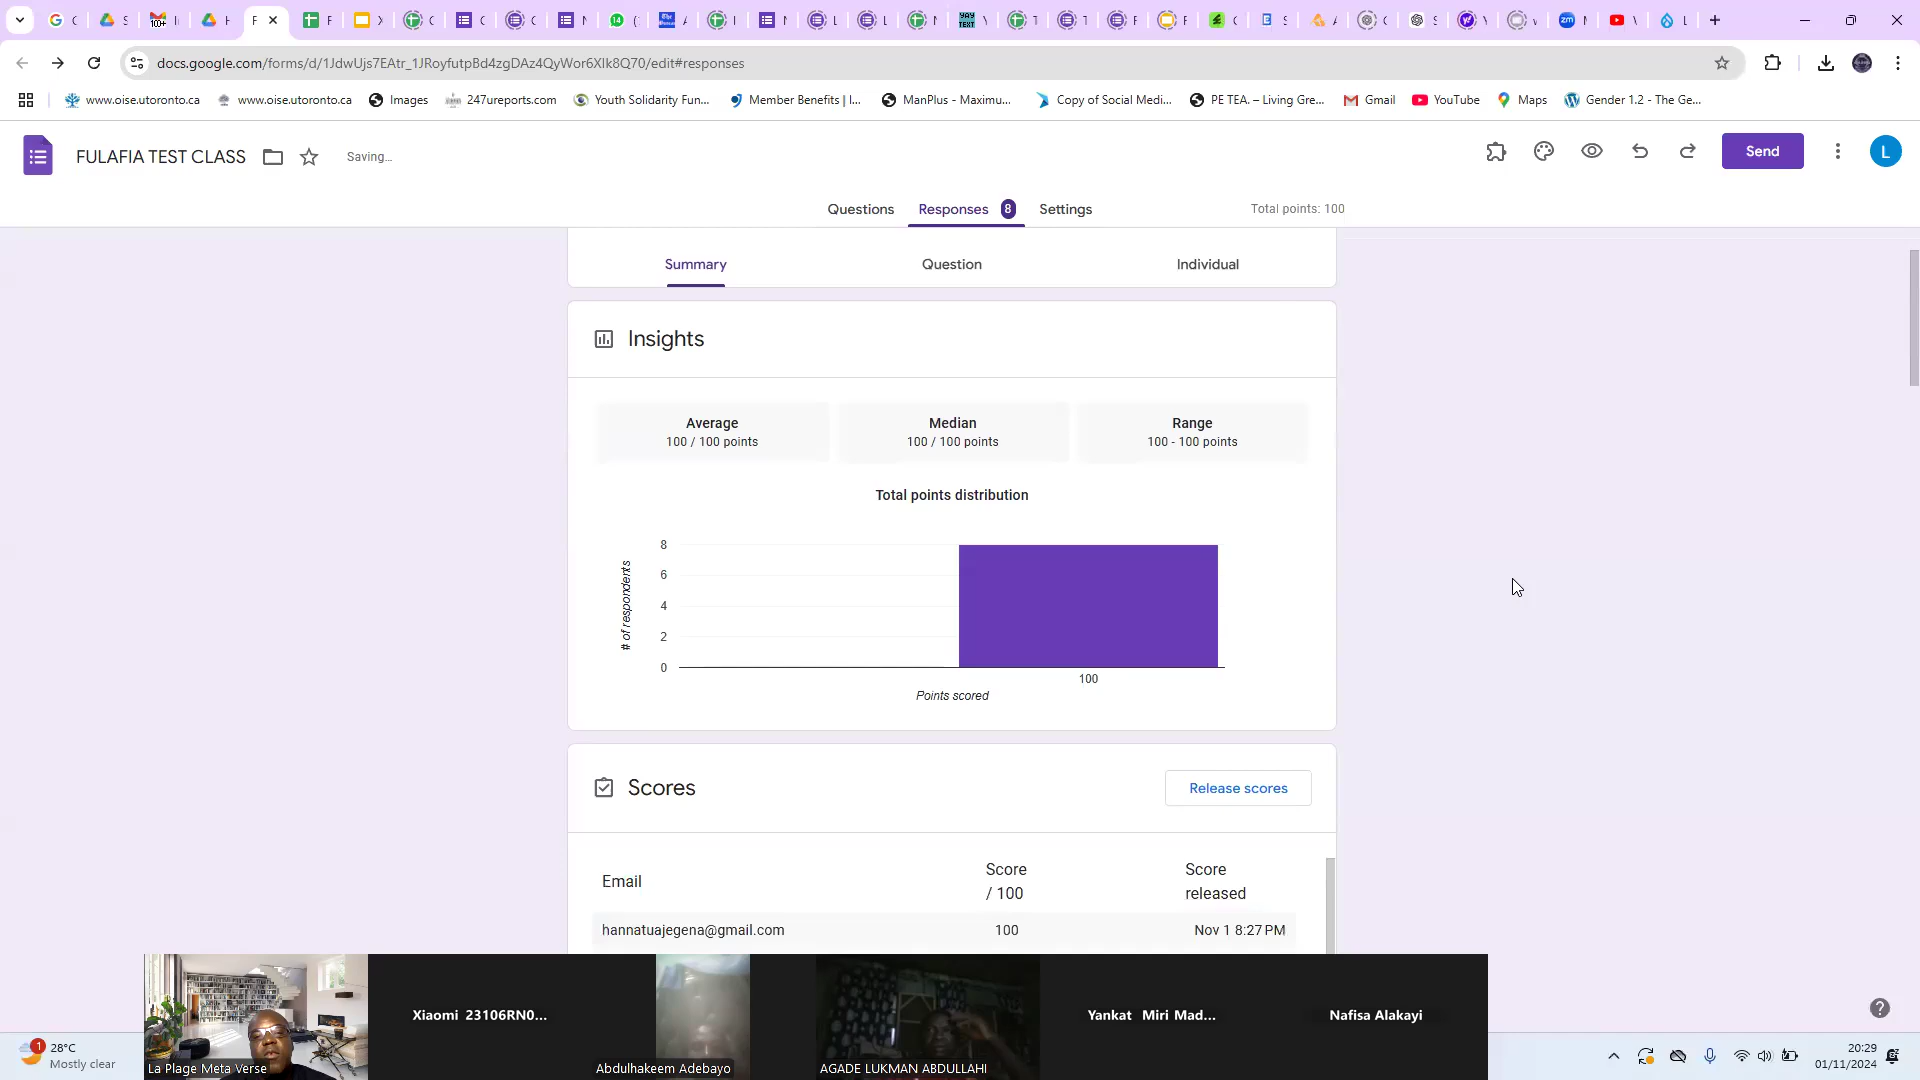 docs.google.com/forms/d/1JdwUjs7EAtr_1JRoyfutpBd4zgDAz4QyWor6Xlk8Q70/edit#responses
www.oise.utoronto.ca
www.oise.utoronto.ca
Images
247ureports.com
Youth Solidarity Fun...
Member Benefits | I...
ManPlus - Maximu...
Copy of Social Medi...
PE TEA. – Living Gre...
Gmail
YouTube
Maps
Gender 1.2 - The Ge...
FULAFIA TEST CLASS
Saving...
Send
L
Questions
Responses 8
Settings
Total points: 100
Summary
Question
Individual
Insights
Average
100 / 100 points
Median
100 / 100 points
Range
100 - 100 points
Total points distribution
8
6
4
2
0
# of respondents
100
Points scored
Scores
Release scores
Email
Score
/ 100
Score
released
hannatuajegena@gmail.com
100
Nov 1 8:27 PM
La Plage Meta Verse
Xiaomi 23106RN0...
Abdulhakeem Adebayo
AGADE LUKMAN ABDULLAHI
Yankat Miri Mad...
Nafisa Alakayi
1
28°C
Mostly clear
20:29
01/11/2024